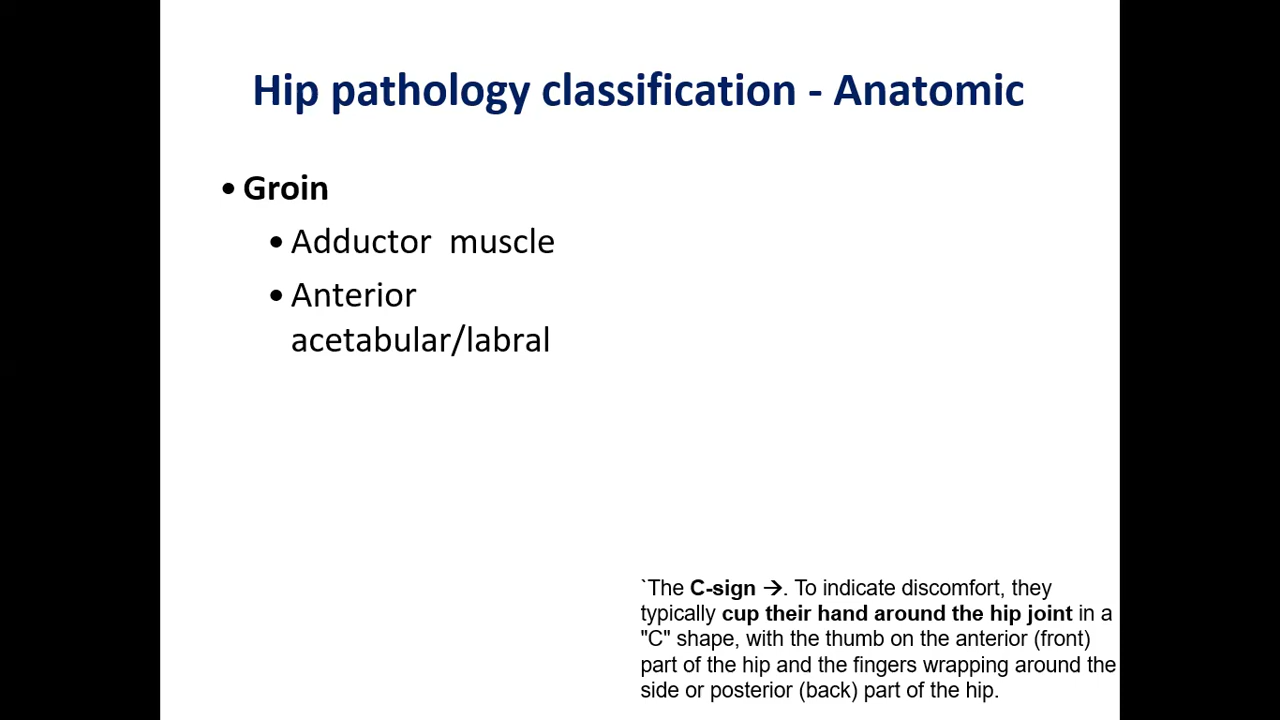 Hip pathology classification - Anatomic
• Groin
• Adductor  muscle
• Anterior
acetabular/labral
`The C-sign →. To indicate discomfort, they
typically cup their hand around the hip joint in a
"C" shape, with the thumb on the anterior (front)
part of the hip and the fingers wrapping around the
side or posterior (back) part of the hip.